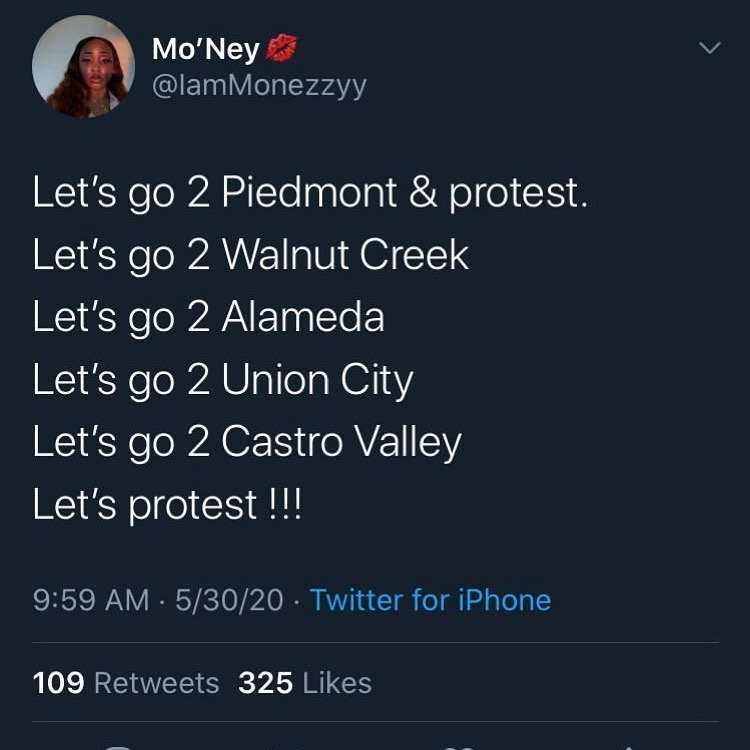 Mo'Ney💋
@IamMonezzyy
Let's go 2 Piedmont & protest.
Let's go 2 Walnut Creek
Let's go 2 Alameda
Let's go 2 Union City
Let's go 2 Castro Valley
Let's protest !!!
9:59 AM · 5/30/20 · Twitter for iPhone
109 Retweets 325 Likes